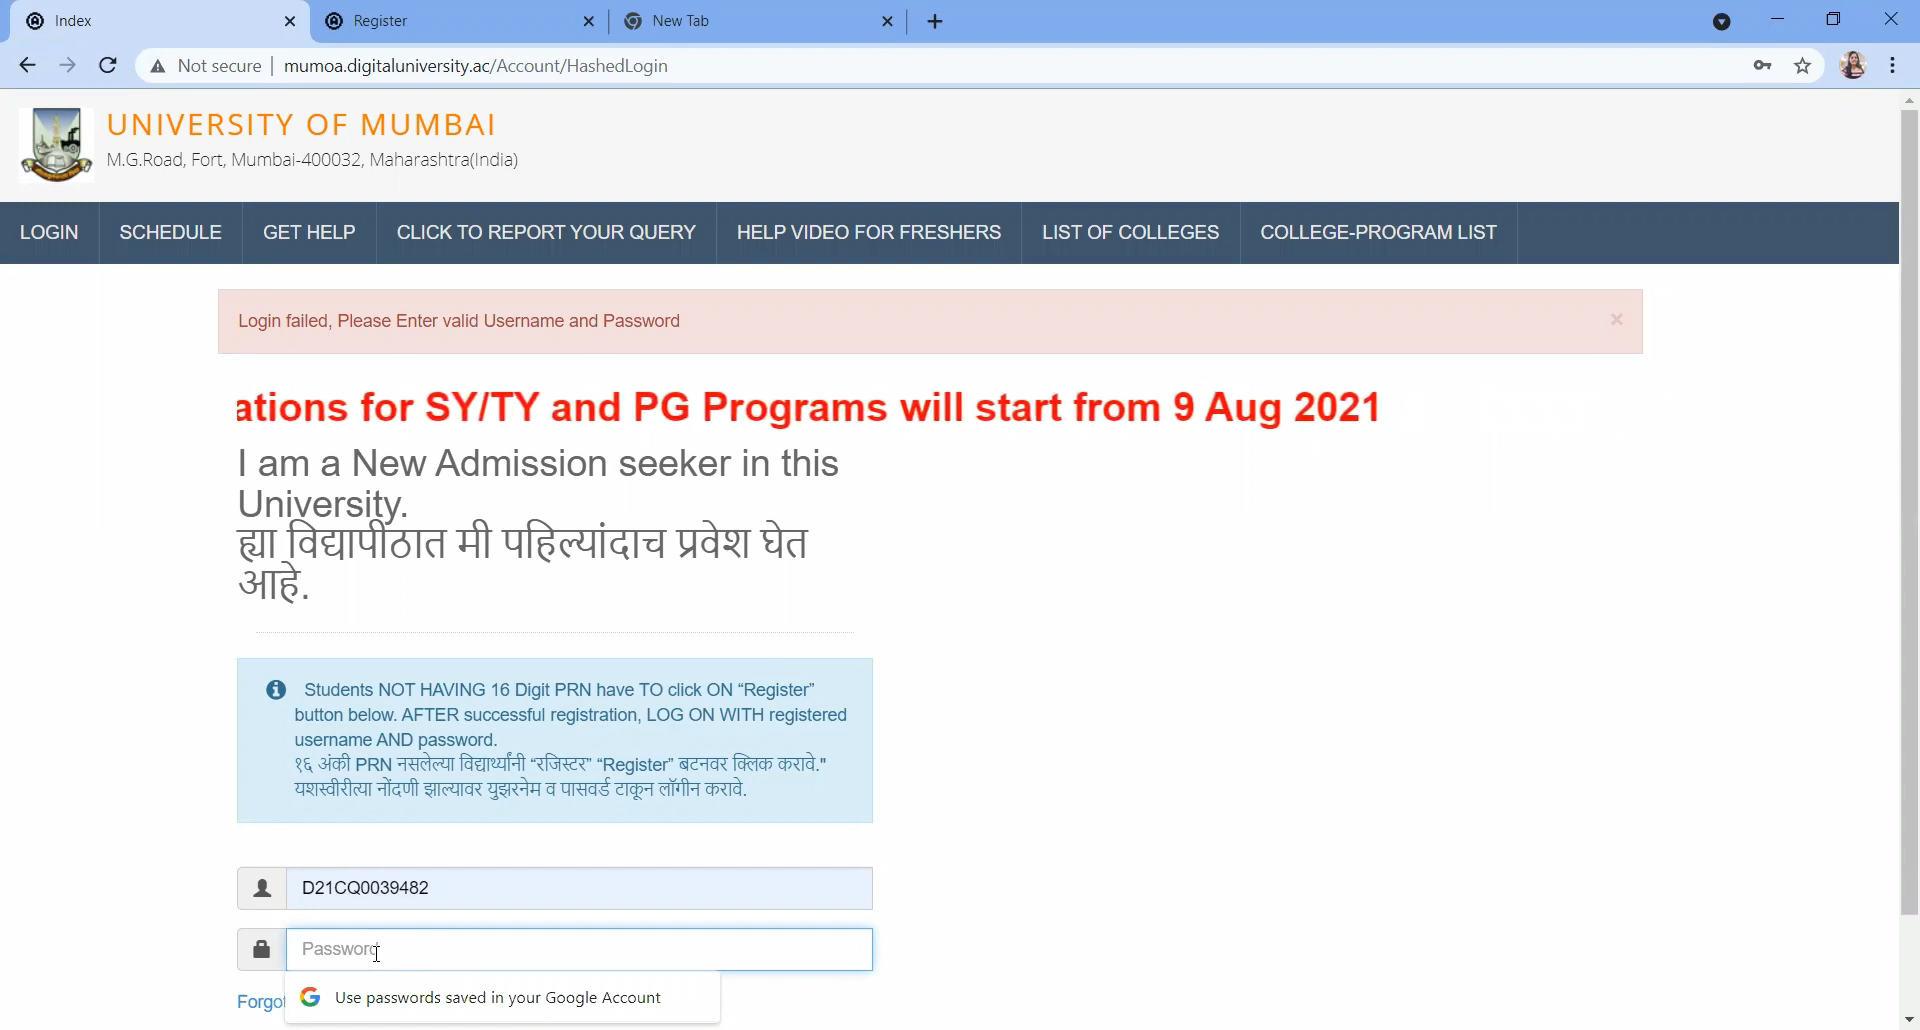 Index
Register
New Tab
Not secure
mumoa.digitaluniversity.ac/Account/HashedLogin
UNIVERSITY OF MUMBAI
M.G.Road, Fort, Mumbai-400032, Maharashtra(India)
LOGIN
SCHEDULE
GET HELP
CLICK TO REPORT YOUR QUERY
HELP VIDEO FOR FRESHERS
LIST OF COLLEGES
COLLEGE-PROGRAM LIST
Login failed, Please Enter valid Username and Password
ations for SY/TY and PG Programs will start from 9 Aug 2021
I am a New Admission seeker in this
University.
ह्या विद्यापीठात मी पहिल्यांदाच प्रवेश घेत
आहे.
Students NOT HAVING 16 Digit PRN have TO click ON “Register”
button below. AFTER successful registration, LOG ON WITH registered
username AND password.
१६ अंकी PRN नसलेल्या विद्यार्थ्यांनी “रजिस्टर” “Register” बटनवर क्लिक करावे."
यशस्वीरीत्या नोंदणी झाल्यावर युझरनेम व पासवर्ड टाकून लॉगीन करावे.
D21CQ0039482
Password
Forgot
Use passwords saved in your Google Account